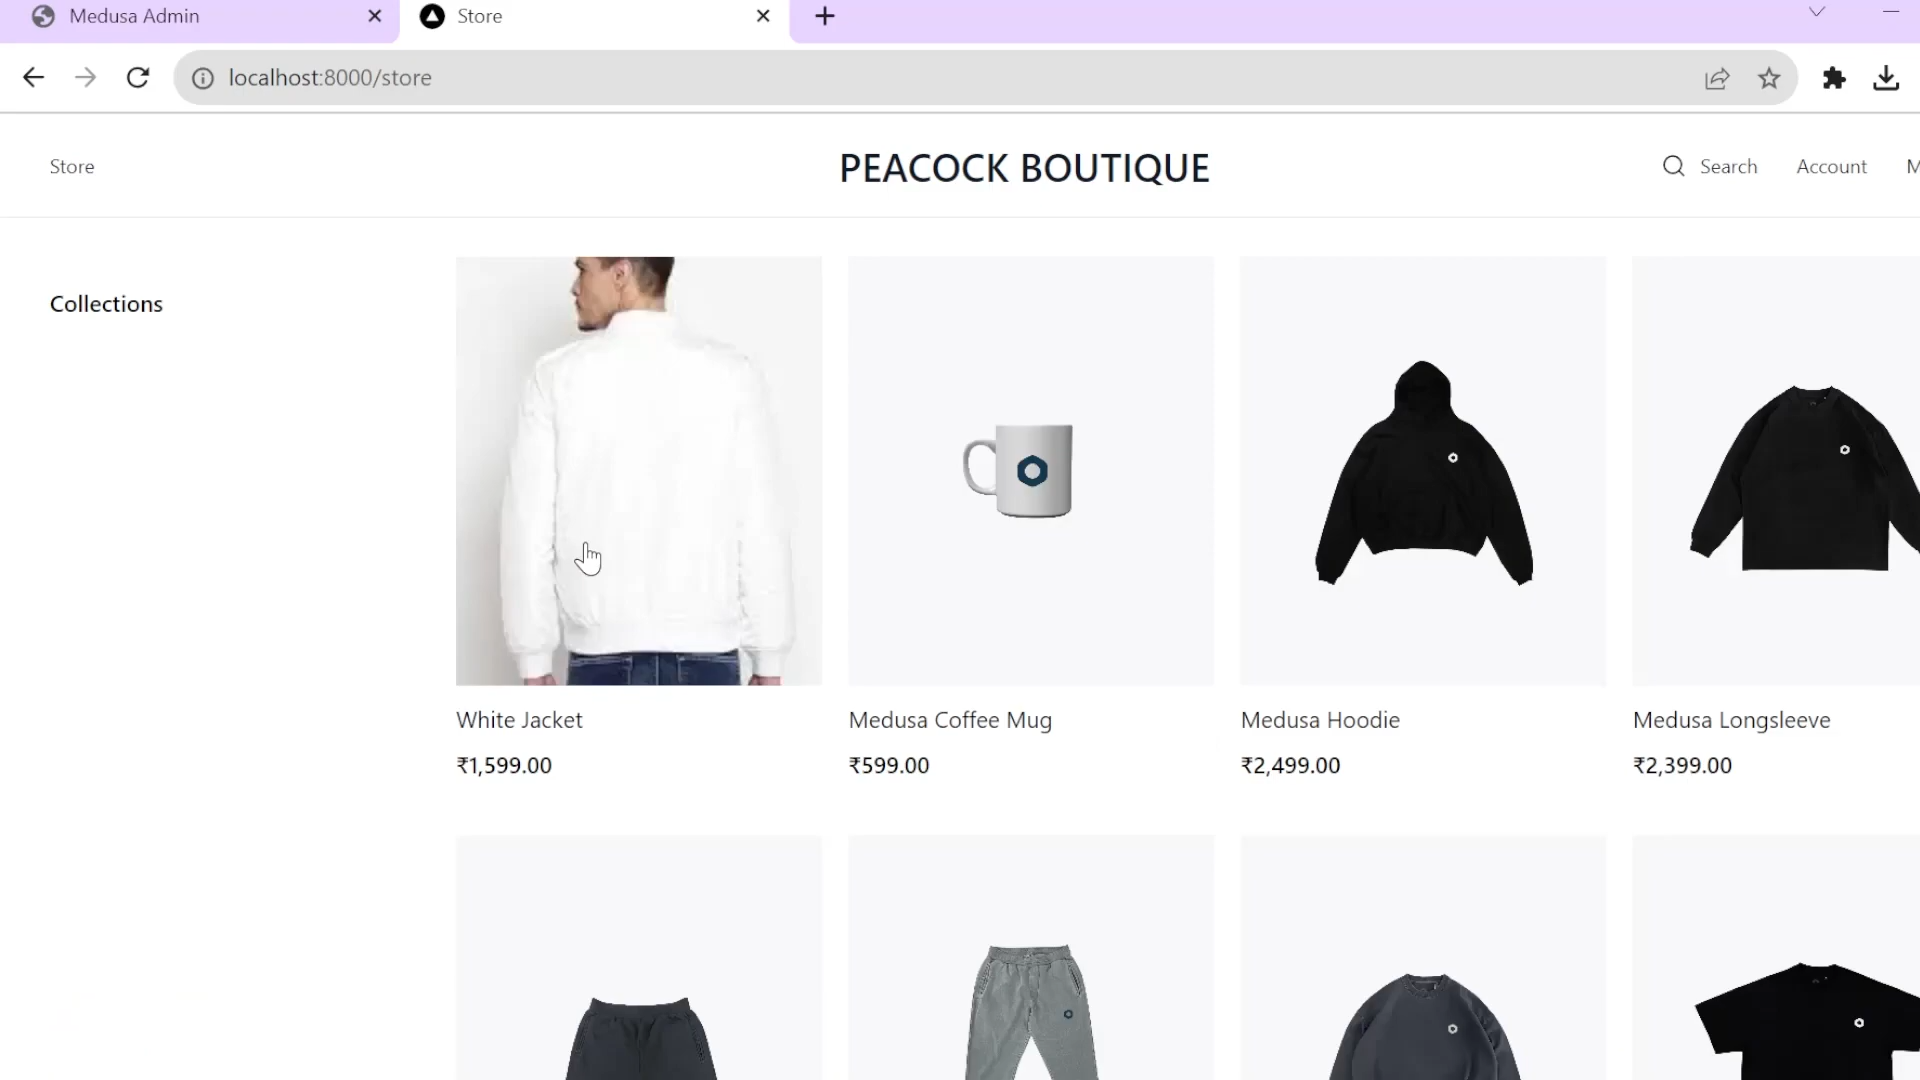 Medusa Admin
Store
localhost:8000/store
Store
PEACOCK BOUTIQUE
Search
Account
M
Collections
White Jacket
Medusa Coffee Mug
Medusa Hoodie
Medusa Longsleeve
₹1,599.00
₹599.00
₹2,499.00
₹2,399.00